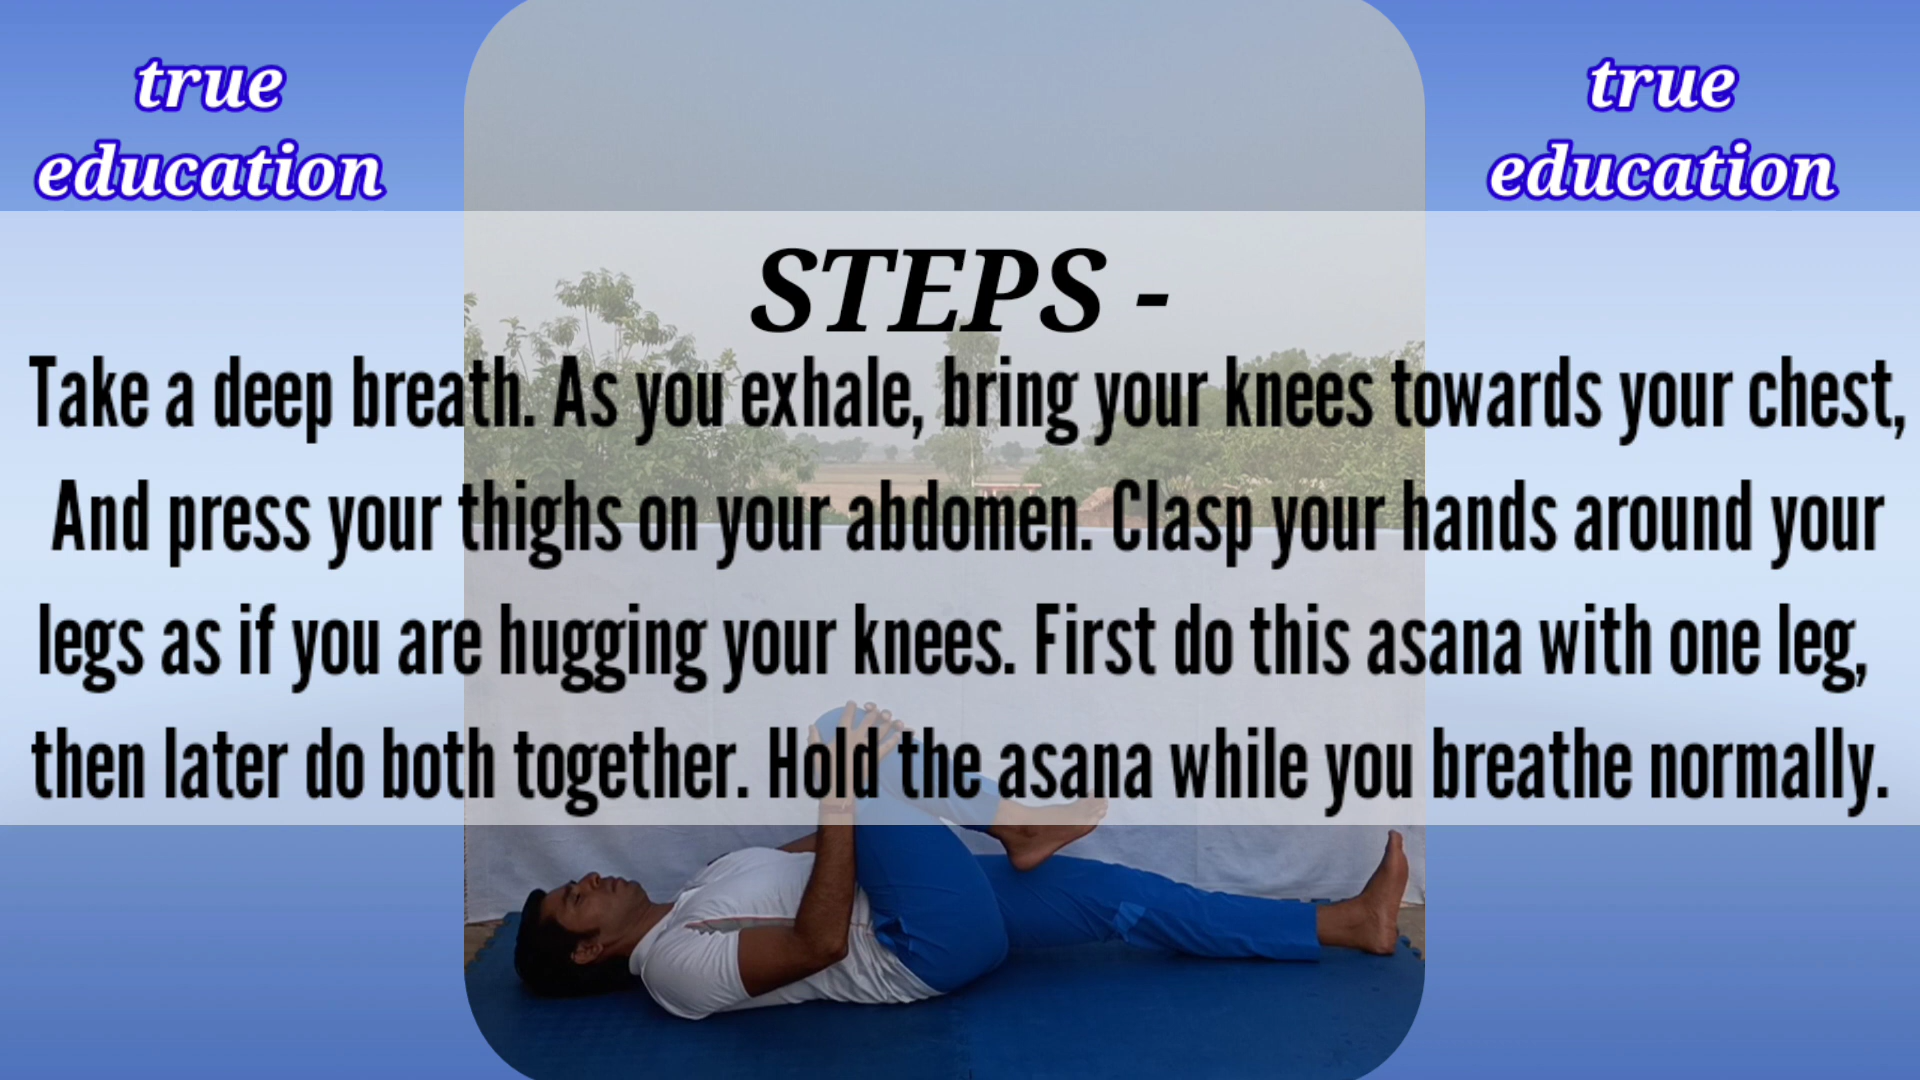 true
education
true
education
STEPS -
Take a deep breath. As you exhale, bring your knees towards your chest,
And press your thighs on your abdomen. Clasp your hands around your
legs as if you are hugging your knees. First do this asana with one leg,
then later do both together. Hold the asana while you breathe normally.